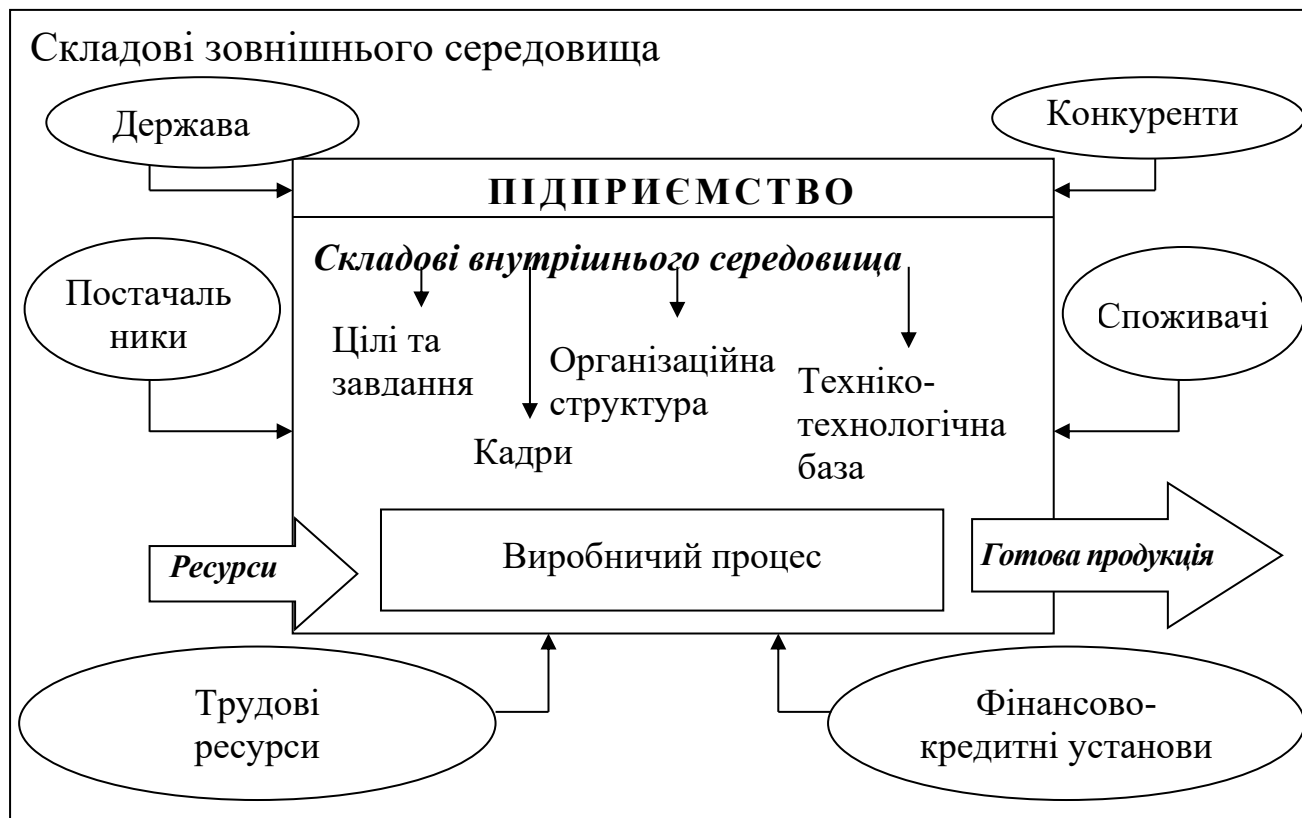 Складові зовнішнього середовища
Держава
Конкуренти
ПІДПРИЄМСТВО
Складові внутрішнього середовища
Постачаль
ники
Споживачі
Цілі та
завдання
Кадри
Організаційна
структура
Техніко-
технологічна
база
Ресурси
Виробничий процес
Готова продукція
Трудові
ресурси
Фінансово-
кредитні установи